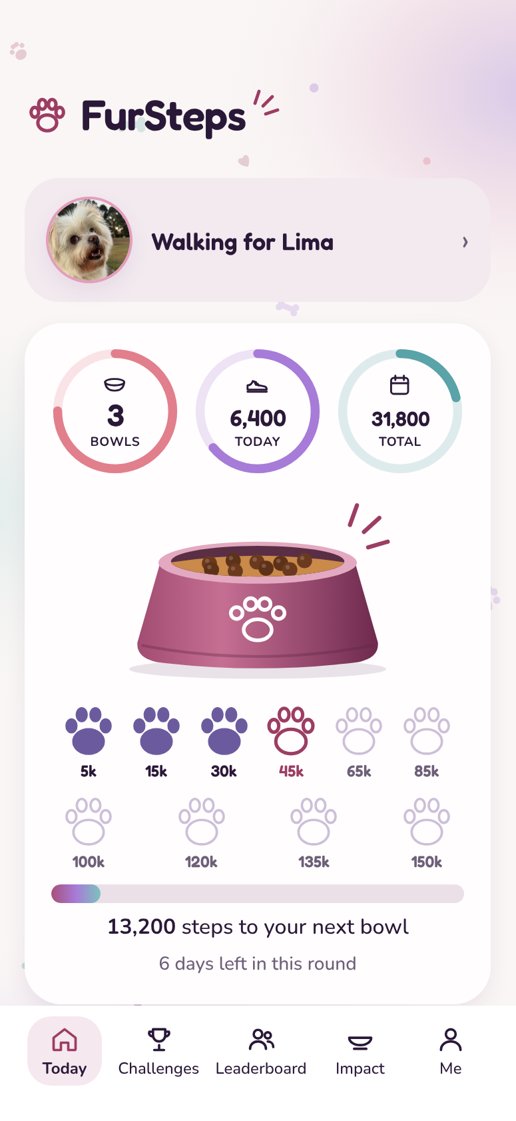 FurSteps
Walking for Lima
›
3
BOWLS
6,400
TODAY
31,800
TOTAL
5k 15k 30k 45k 65k 85k
100k 120k 135k 150k
13,200 steps to your next bowl
6 days left in this round
Today Challenges Leaderboard Impact Me